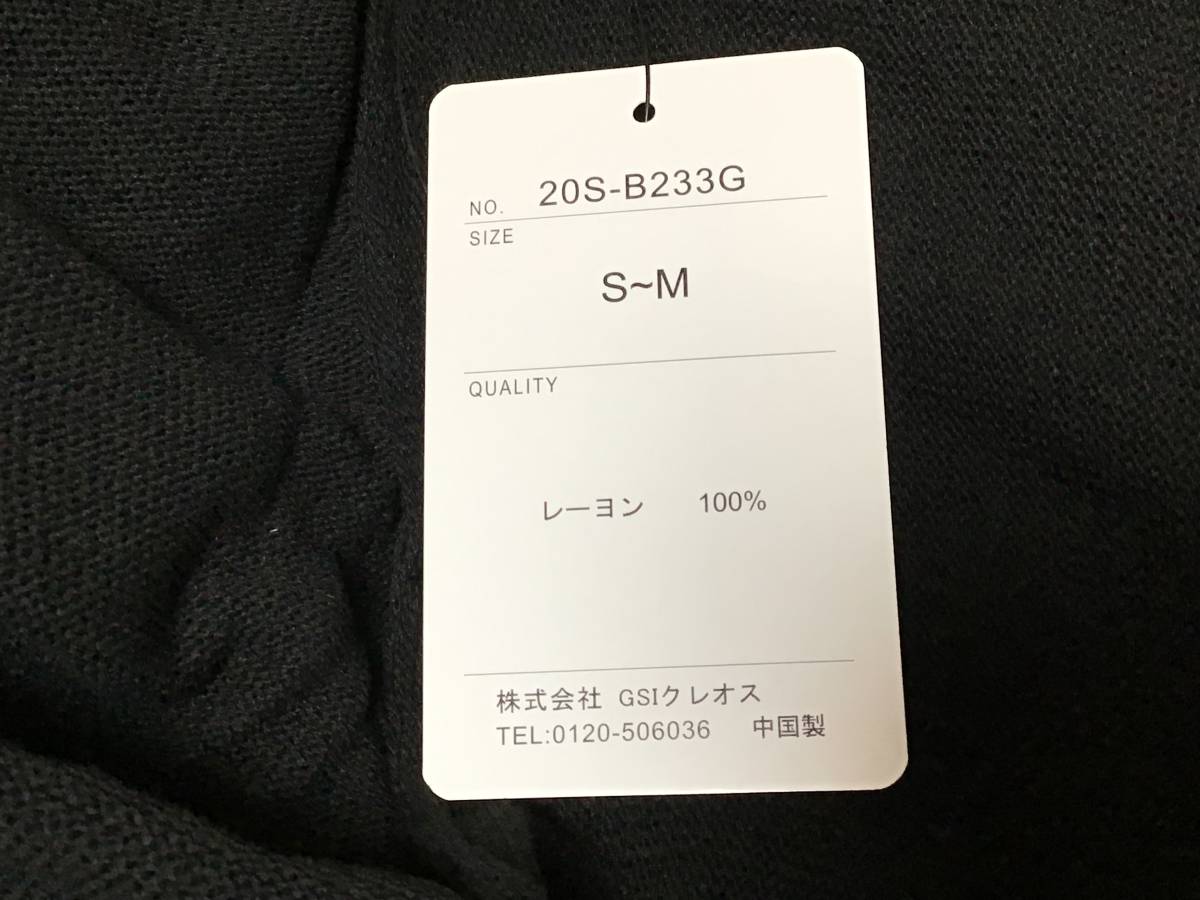 NO. 20S-B233G
SIZE
S~M
QUALITY
レーヨン 100%
株式会社 GSIクレオス
TEL:0120-506036 中国製